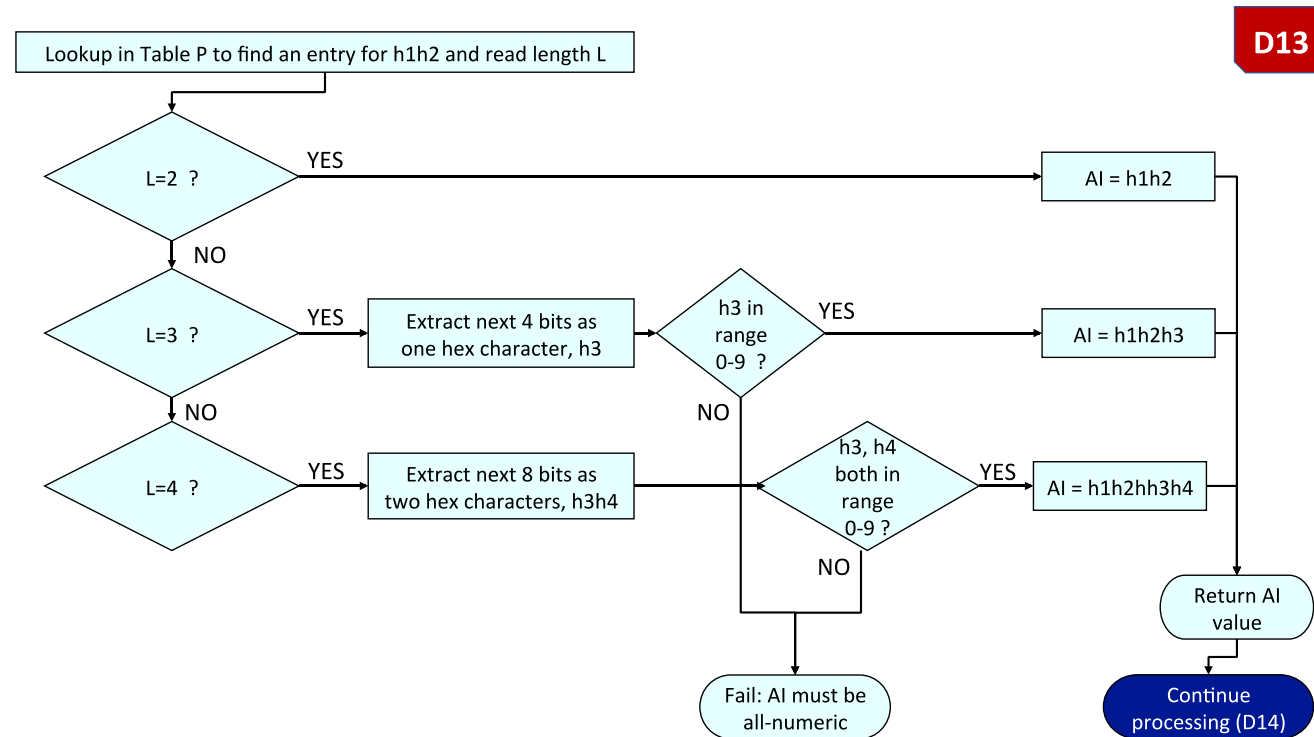 D13
Lookup in Table P to find an entry for h1h2 and read length L
L=2 ?
YES
AI = h1h2
NO
L=3 ?
YES
Extract next 4 bits as
one hex character, h3
h3 in
range
0-9 ?
YES
AI = h1h2h3
NO
NO
L=4 ?
YES
Extract next 8 bits as
two hex characters, h3h4
h3, h4
both in
range
0-9 ?
YES
AI = h1h2hh3h4
NO
Return AI
value
Fail: AI must be
all-numeric
Continue
processing (D14)